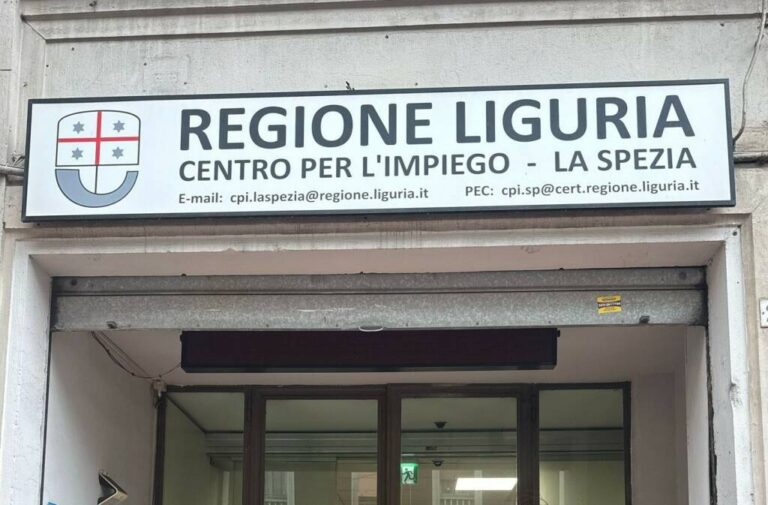 REGIONE LIGURIA
CENTRO PER L'IMPIEGO - LA SPEZIA
E-mail: cpi.laspezia@regione.liguria.it PEC: cpi.sp@cert.regione.liguria.it